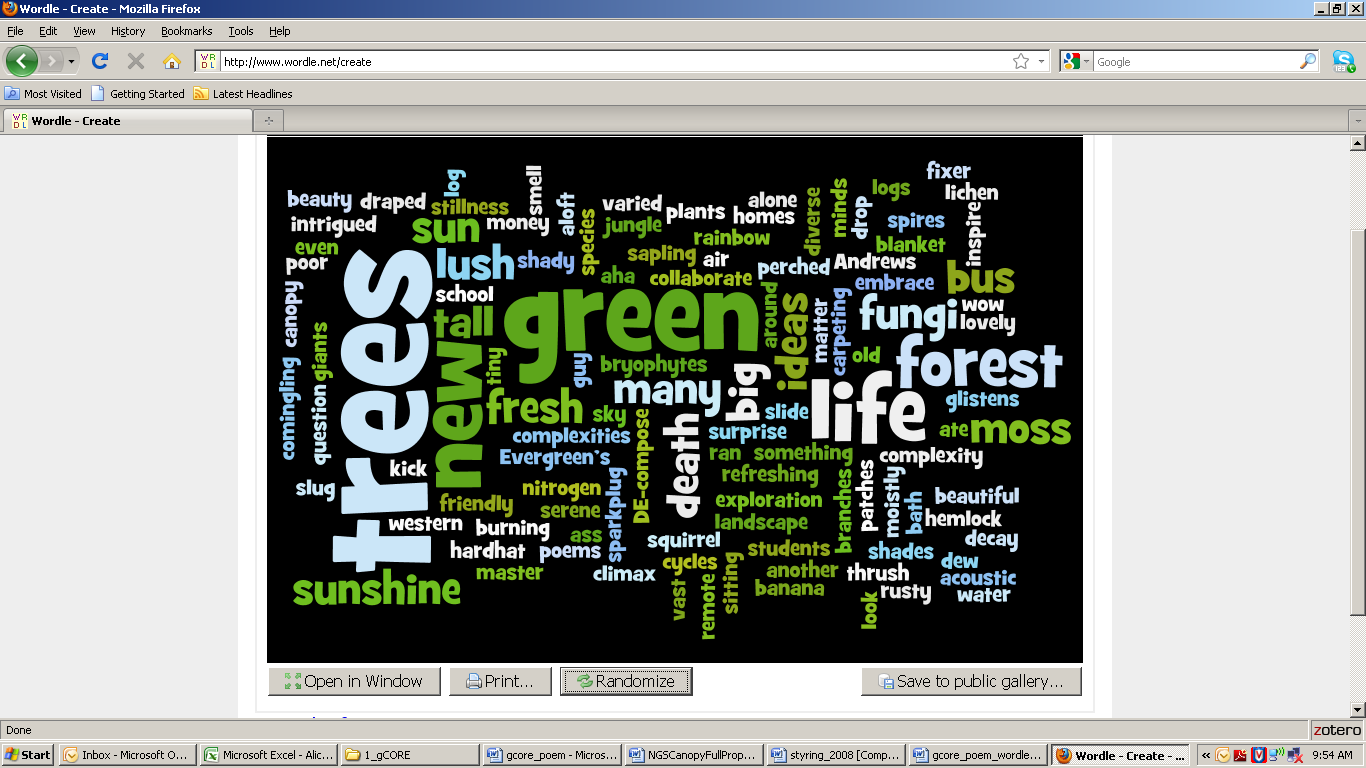 Wordle - Create - Mozilla Firefox
File Edit View History Bookmarks Tools Help
http://www.wordle.net/create
Google
Most Visited Getting Started Latest Headlines
Wordle - Create
beauty
draped
log
stillness
smell
aloft
varied
plants
alone
homes
diverse
minds
drop
logs
fixer
lichen
intrigued
sun
money
species
jungle
rainbow
spires
inspire
even
poor
lush
shady
sapling
air
aha
collaborate
perched
Andrews
blanket
embrace
bus
canopy
trees
school
tall
green
around
ideas
matter
carpeting
fungi
wow
lovely
giants
new
tiny
guy
bryophytes
old
forest
comingling
question
fresh
sky
many
big
slide
life
glistens
complexities
Evergreen's
DE-compose
death
surprise
ate
moss
kick
ran
something
complexity
slug
nitrogen
sparkplug
refreshing
branches
patches
moistly
bath
beautiful
friendly
serene
exploration
landscape
hemlock
western
burning
ass
squirrel
students
decay
hardhat
poems
cycles
shades
dew
master
climax
vast
remote
sitting
another
banana
thrush
rusty
acoustic
water
sunshine
look
Open in Window Print... Randomize Save to public gallery...
Done zotero
Start Inbox - Microsoft O... Microsoft Excel - Alic... 1_gCORE gcore_poem - Micros... NGSCanopyFullProp... styring_2008 [Comp... gcore_poem_wordle... Wordle - Create - ... 9:54 AM